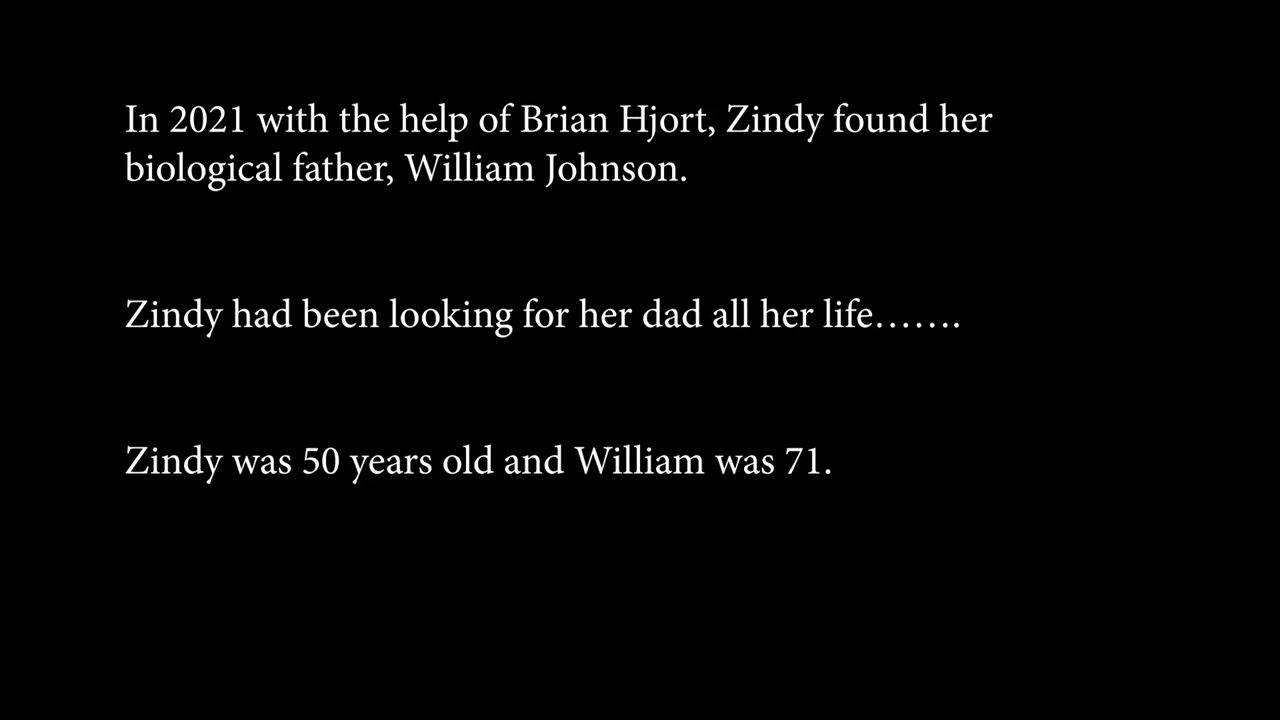 In 2021 with the help of Brian Hjort, Zindy found her
biological father, William Johnson.
Zindy had been looking for her dad all her life…….
Zindy was 50 years old and William was 71.